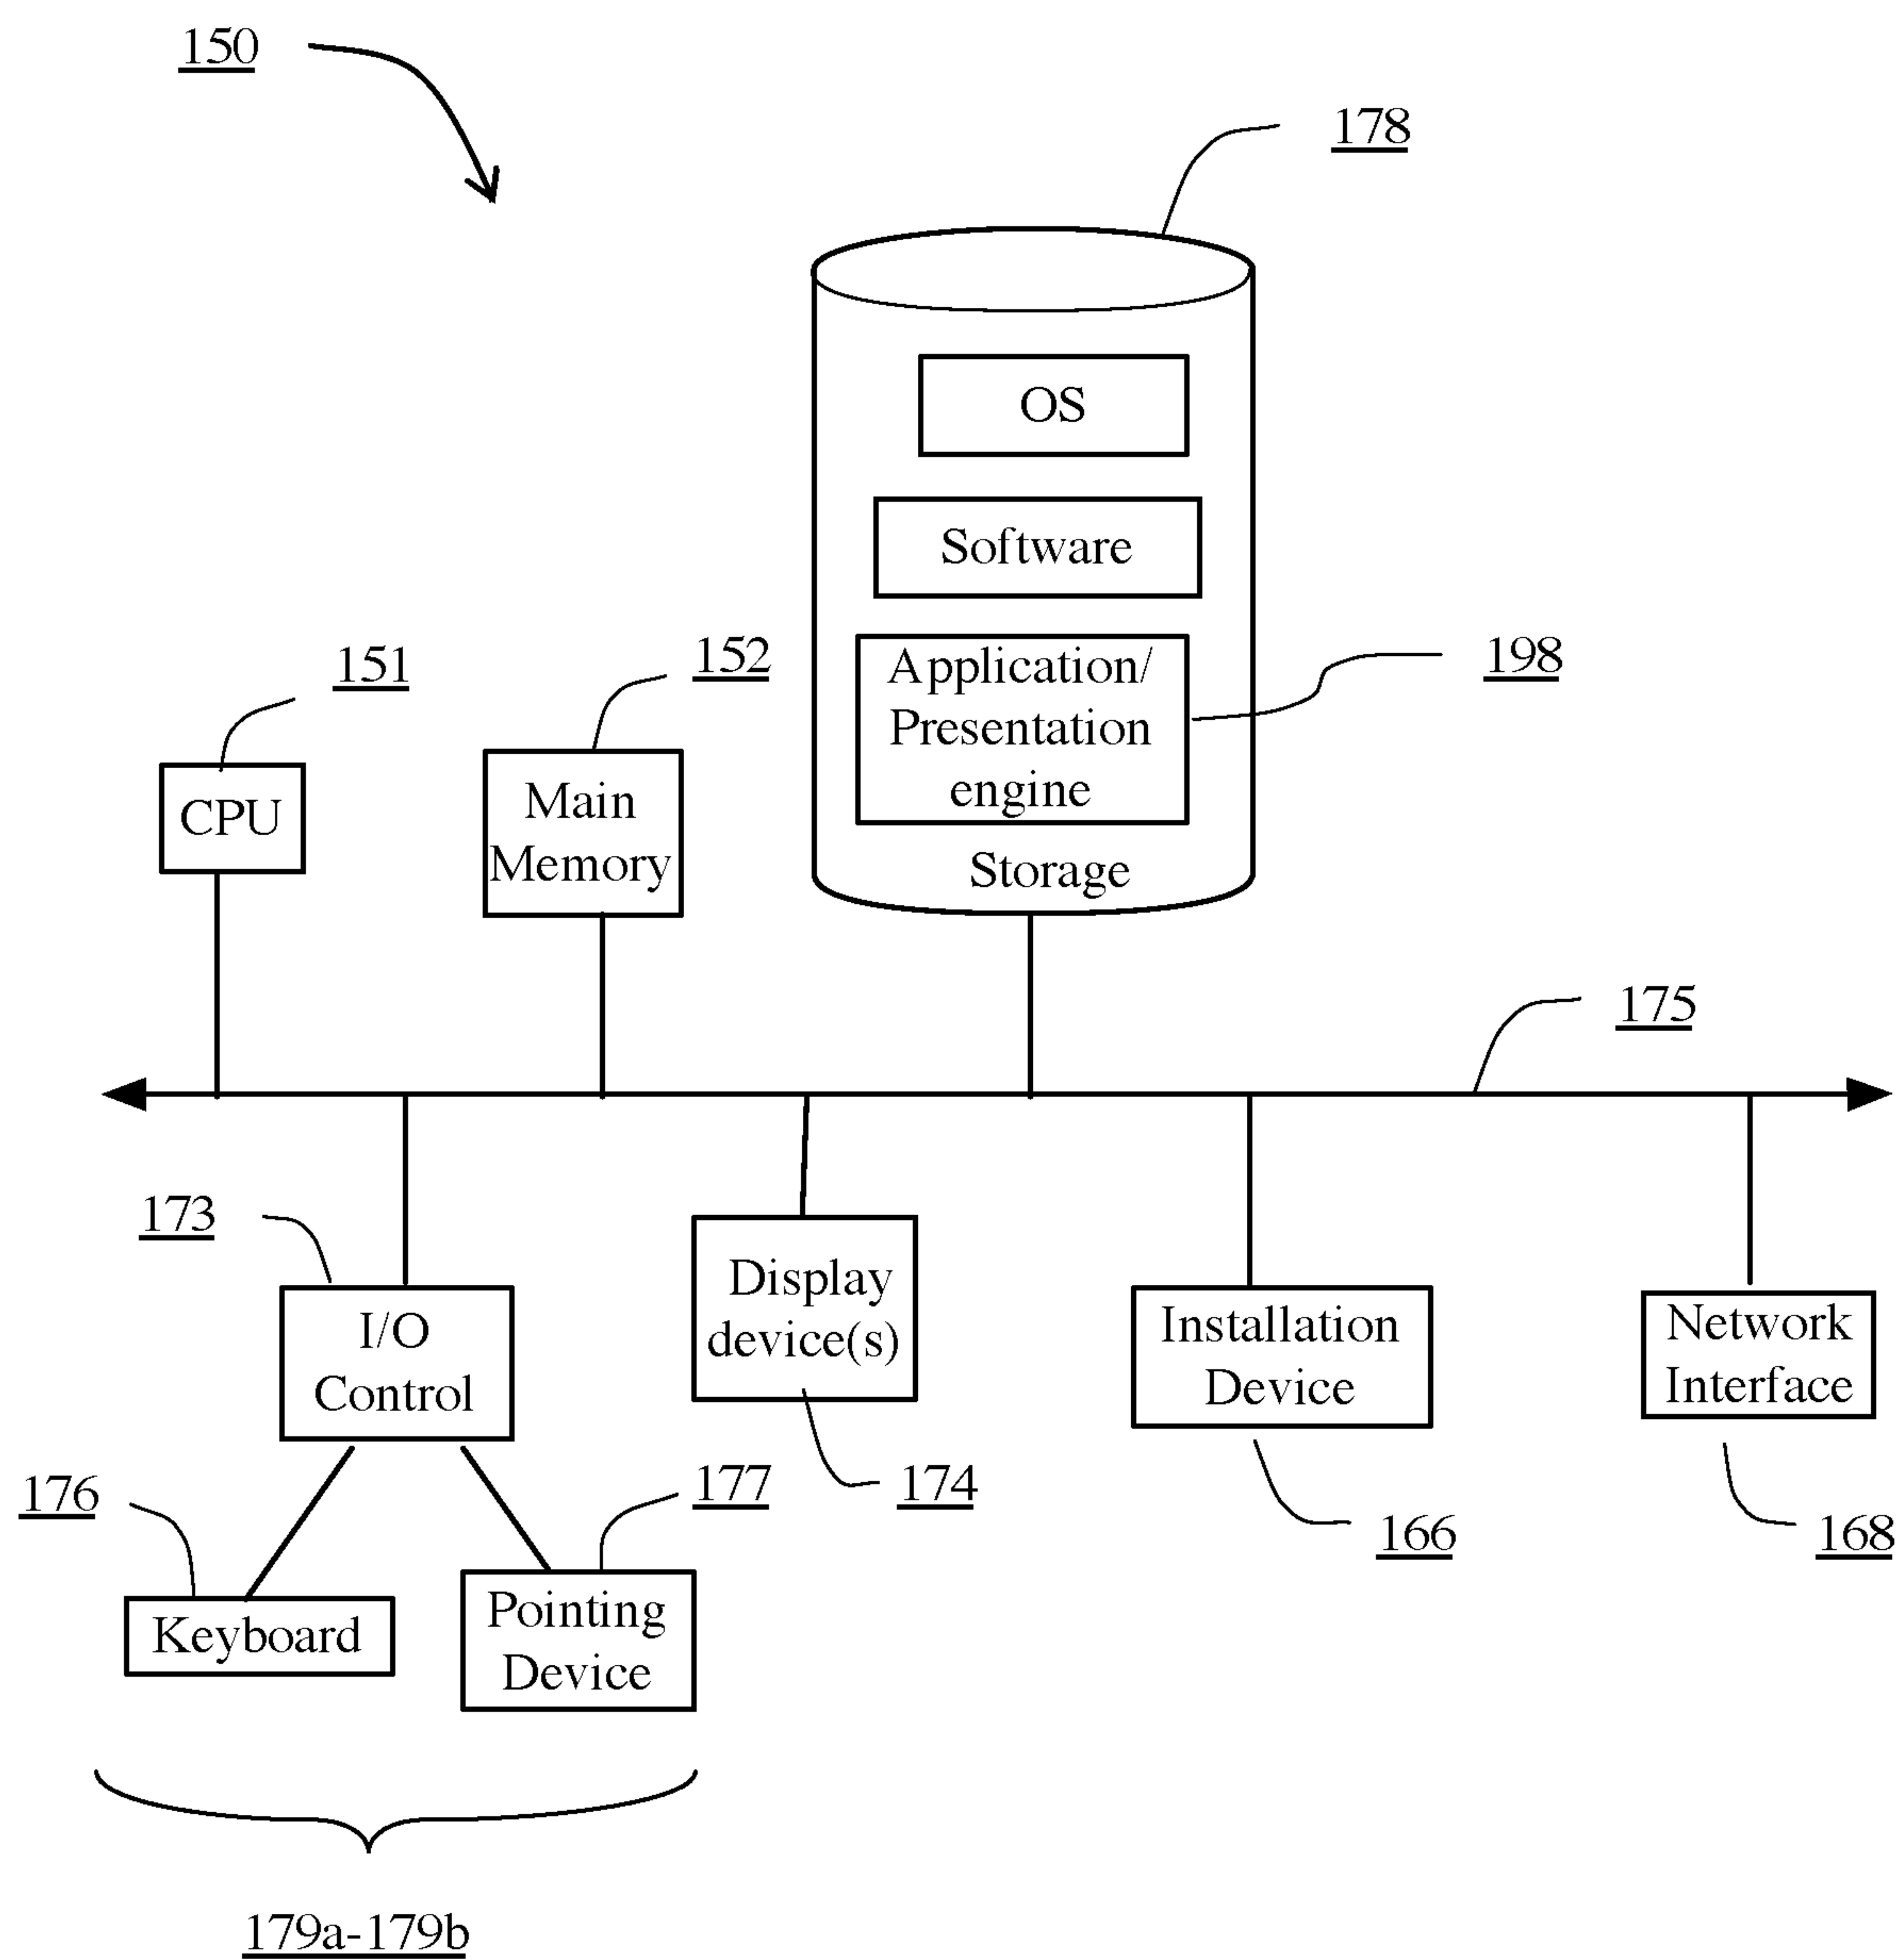 150
178
OS
Software
151
152
Application/
Presentation
engine
198
CPU
Main
Memory
Storage
175
173
Display
device(s)
I/O
Control
Installation
Device
Network
Interface
176
177
174
166
168
Keyboard
Pointing
Device
179a-179b